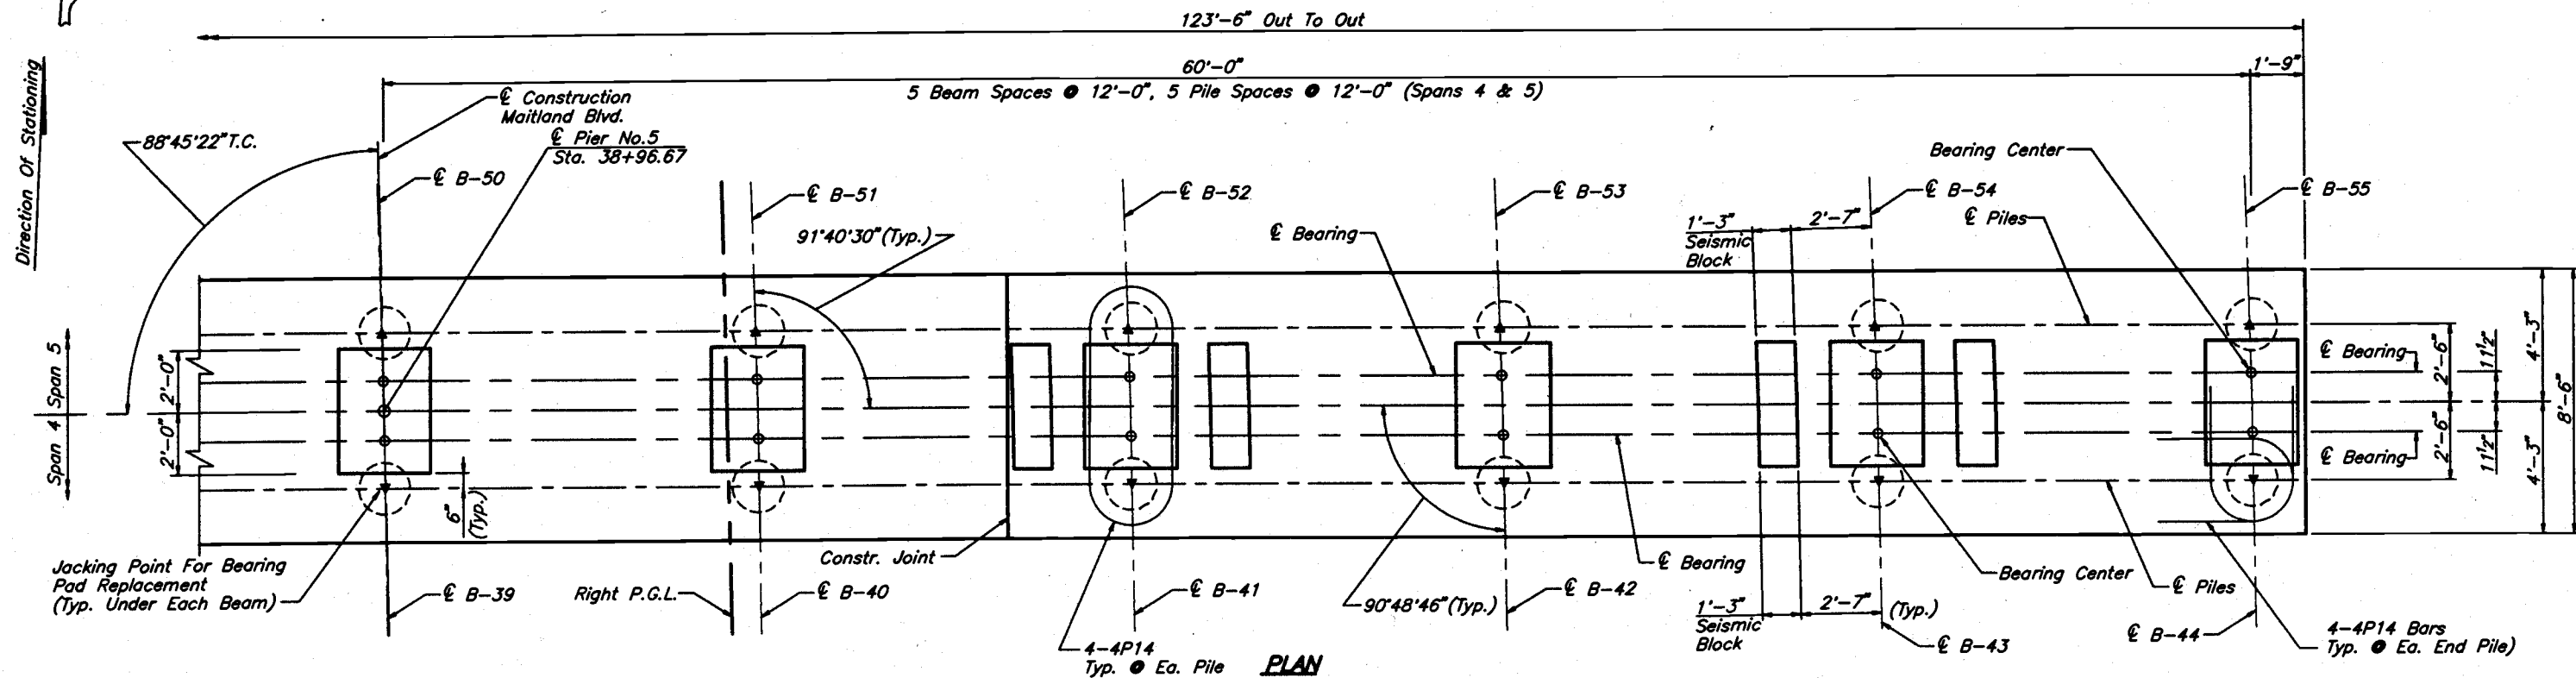 123'-6" Out To Out
60'-0"
1'-9"
5 Beam Spaces @ 12'-0", 5 Pile Spaces @ 12'-0" (Spans 4 & 5)
Direction Of Stationing
88°45'22" T.C.
℄ Construction
Maitland Blvd.
℄ Pier No.5
Sta. 38+96.67
℄ B-50
℄ B-51
℄ B-52
℄ B-53
℄ B-54
℄ B-55
Bearing Center
91°40'30" (Typ.)
℄ Bearing
1'-3"
Seismic
Block
2'-7"
℄ Piles
Span 5
Span 4
2'-0"
2'-0"
6"
(Typ.)
℄ Bearing
℄ Bearing
2'-6"
2'-6"
11½"
11½"
4'-3"
4'-3"
8'-6"
Jacking Point For Bearing
Pad Replacement
(Typ. Under Each Beam)
℄ B-39
Right P.G.L.
℄ B-40
Constr. Joint
℄ B-41
4-4P14
Typ. @ Ea. Pile
90°48'46" (Typ.)
℄ B-42
℄ Bearing
1'-3"
Seismic
Block
2'-7" (Typ.)
Bearing Center
℄ Piles
℄ B-43
℄ B-44
4-4P14 Bars
Typ. @ Ea. End Pile)
PLAN